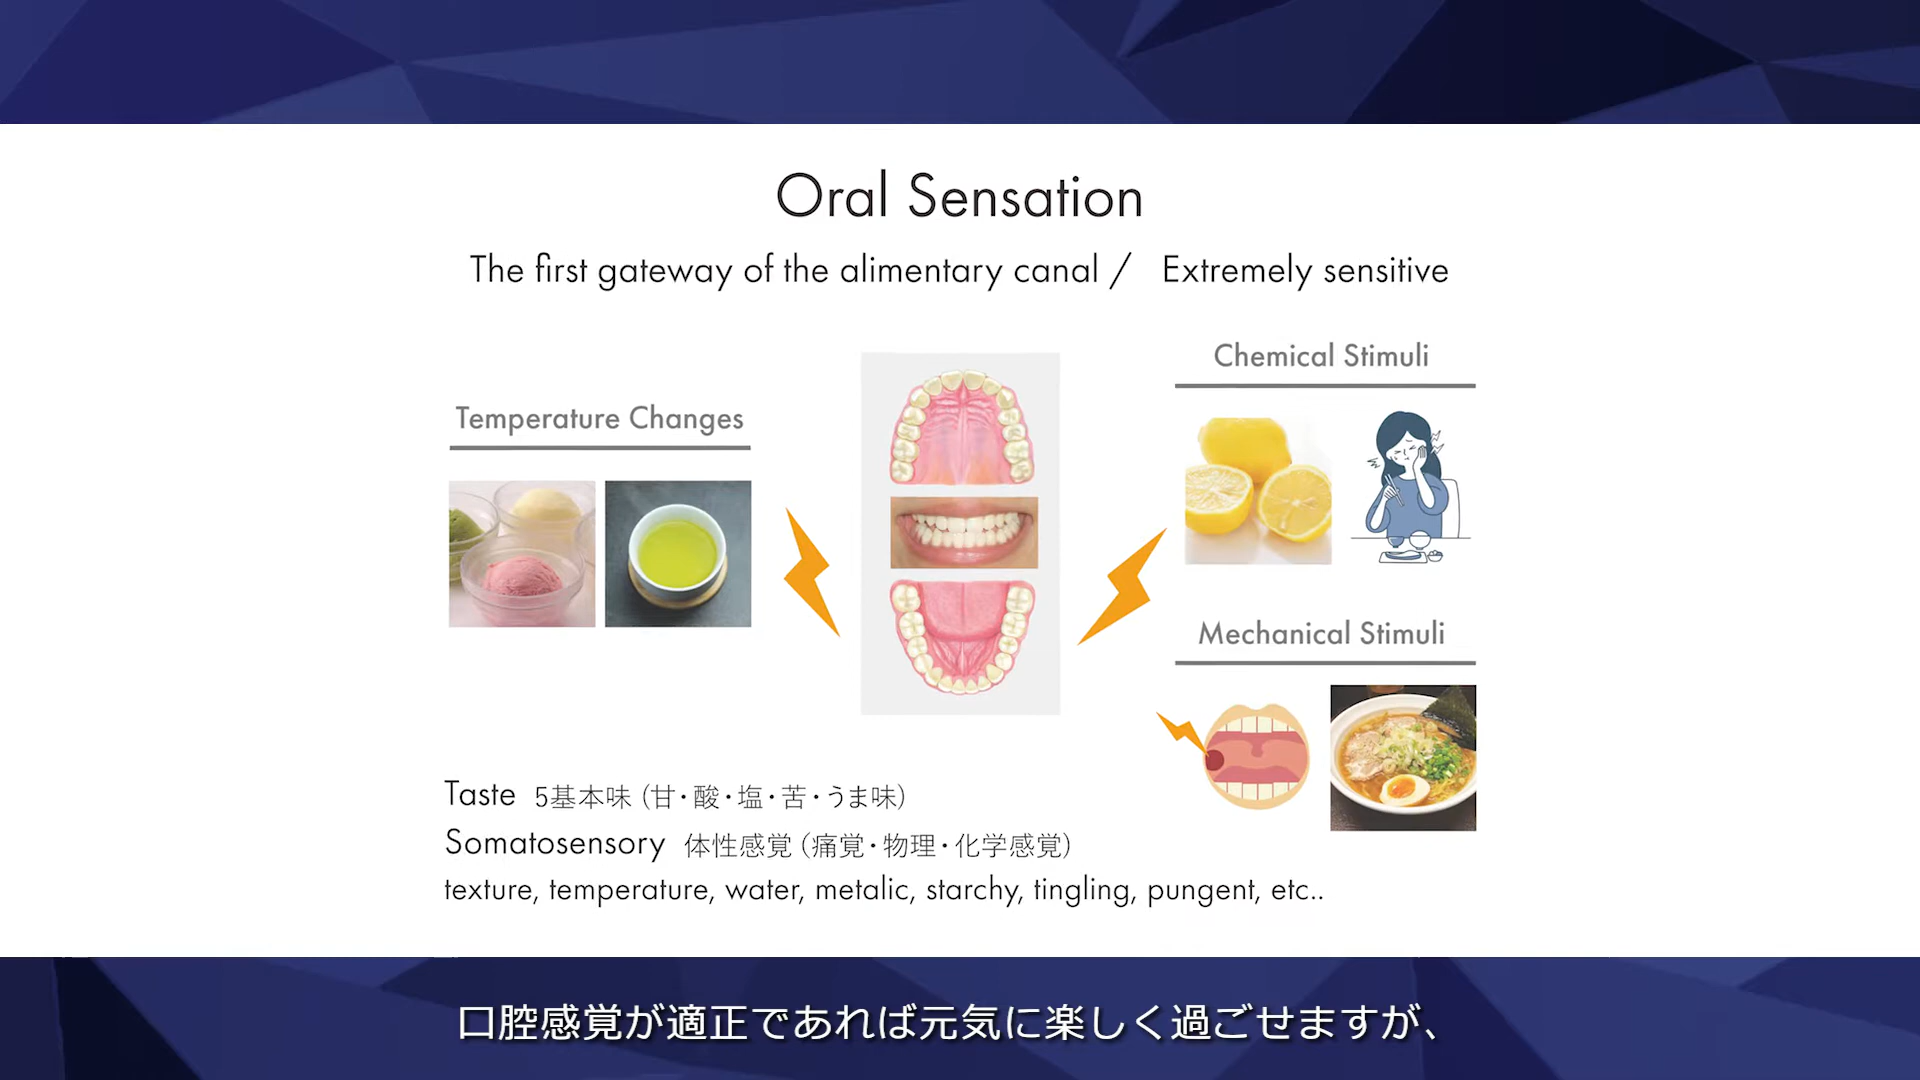 Oral Sensation
The first gateway of the alimentary canal / Extremely sensitive
Temperature Changes
Chemical Stimuli
Mechanical Stimuli
Taste 5基本味（甘・酸・塩・苦・うま味）
Somatosensory 体性感覚（痛覚・物理・化学感覚）
texture, temperature, water, metalic, starchy, tingling, pungent, etc..
口腔感覚が適正であれば元気に楽しく過ごせますが、